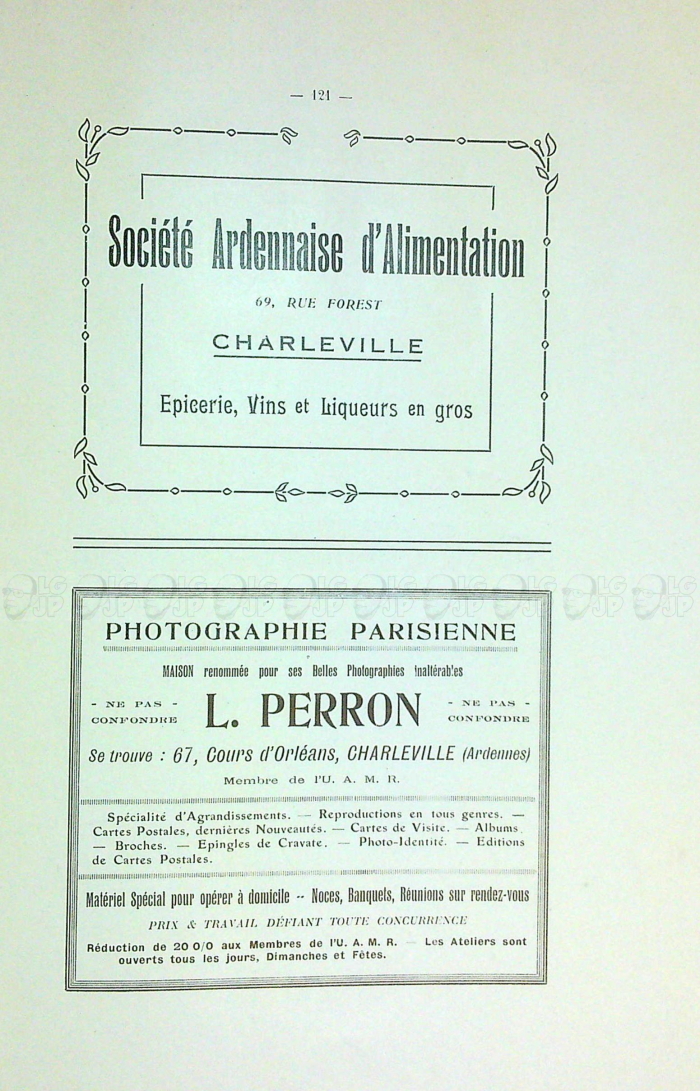 — 121 —
Société Ardennaise d'Alimentation
69, RUE FOREST
CHARLEVILLE
Epicerie, Vins et Liqueurs en gros
PHOTOGRAPHIE PARISIENNE
MAISON renommée pour ses Belles Photographies inaltérables
- NE PAS -
CONFONDRE
L. PERRON
- NE PAS -
CONFONDRE
Se trouve : 67, Cours d'Orléans, CHARLEVILLE (Ardennes)
Membre de l'U. A. M. R.
Spécialité d'Agrandissements. — Reproductions en tous genres. —
Cartes Postales, dernières Nouveautés. — Cartes de Visite. — Albums.
— Broches. — Epingles de Cravate. — Photo-Identité. — Editions
de Cartes Postales.
Matériel Spécial pour opérer à domicile -- Noces, Banquets, Réunions sur rendez-vous
PRIX & TRAVAIL DÉFIANT TOUTE CONCURRENCE
Réduction de 20 0/0 aux Membres de l'U. A. M. R. — Les Ateliers sont
ouverts tous les jours, Dimanches et Fêtes.